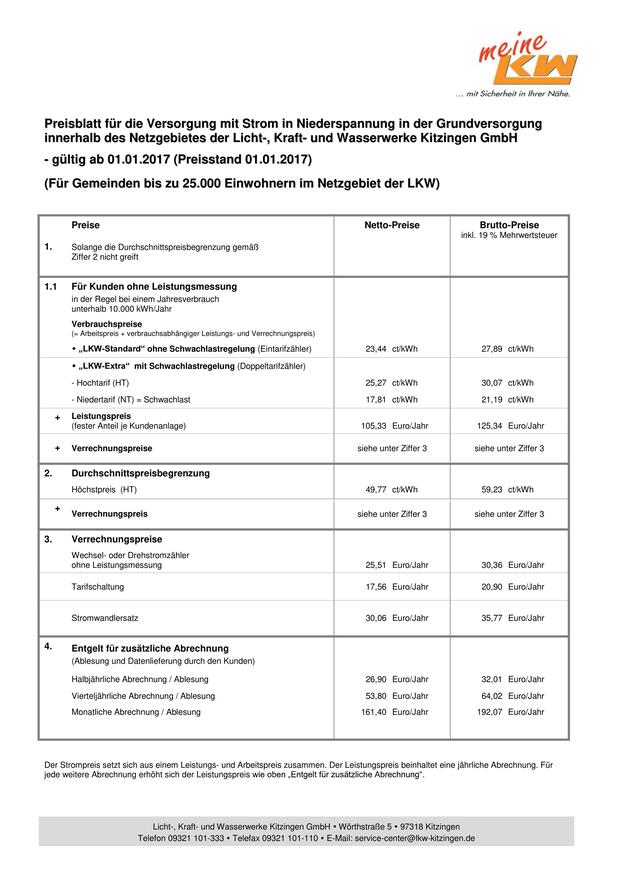 meine
LKW
... mit Sicherheit in Ihrer Nähe.
Preisblatt für die Versorgung mit Strom in Niederspannung in der Grundversorgung
innerhalb des Netzgebietes der Licht-, Kraft- und Wasserwerke Kitzingen GmbH
- gültig ab 01.01.2017 (Preisstand 01.01.2017)
(Für Gemeinden bis zu 25.000 Einwohnern im Netzgebiet der LKW)
Preise Netto-Preise Brutto-Preise
inkl. 19 % Mehrwertsteuer
1. Solange die Durchschnittspreisbegrenzung gemäß
Ziffer 2 nicht greift
1.1 Für Kunden ohne Leistungsmessung
in der Regel bei einem Jahresverbrauch
unterhalb 10.000 kWh/Jahr
Verbrauchspreise
(= Arbeitspreis + verbrauchsabhängiger Leistungs- und Verrechnungspreis)
• „LKW-Standard“ ohne Schwachlastregelung (Eintarifzähler) 23,44 ct/kWh 27,89 ct/kWh
• „LKW-Extra“ mit Schwachlastregelung (Doppeltarifzähler)
- Hochtarif (HT) 25,27 ct/kWh 30,07 ct/kWh
- Niedertarif (NT) = Schwachlast 17,81 ct/kWh 21,19 ct/kWh
+ Leistungspreis
(fester Anteil je Kundenanlage) 105,33 Euro/Jahr 125,34 Euro/Jahr
+ Verrechnungspreise siehe unter Ziffer 3 siehe unter Ziffer 3
2. Durchschnittspreisbegrenzung
Höchstpreis (HT) 49,77 ct/kWh 59,23 ct/kWh
+ Verrechnungspreis siehe unter Ziffer 3 siehe unter Ziffer 3
3. Verrechnungspreise
Wechsel- oder Drehstromzähler
ohne Leistungsmessung 25,51 Euro/Jahr 30,36 Euro/Jahr
Tarifschaltung 17,56 Euro/Jahr 20,90 Euro/Jahr
Stromwandlersatz 30,06 Euro/Jahr 35,77 Euro/Jahr
4. Entgelt für zusätzliche Abrechnung
(Ablesung und Datenlieferung durch den Kunden)
Halbjährliche Abrechnung / Ablesung 26,90 Euro/Jahr 32,01 Euro/Jahr
Vierteljährliche Abrechnung / Ablesung 53,80 Euro/Jahr 64,02 Euro/Jahr
Monatliche Abrechnung / Ablesung 161,40 Euro/Jahr 192,07 Euro/Jahr
Der Strompreis setzt sich aus einem Leistungs- und Arbeitspreis zusammen. Der Leistungspreis beinhaltet eine jährliche Abrechnung. Für
jede weitere Abrechnung erhöht sich der Leistungspreis wie oben „Entgelt für zusätzliche Abrechnung“.
Licht-, Kraft- und Wasserwerke Kitzingen GmbH • Wörthstraße 5 • 97318 Kitzingen
Telefon 09321 101-333 • Telefax 09321 101-110 • E-Mail: service-center@lkw-kitzingen.de